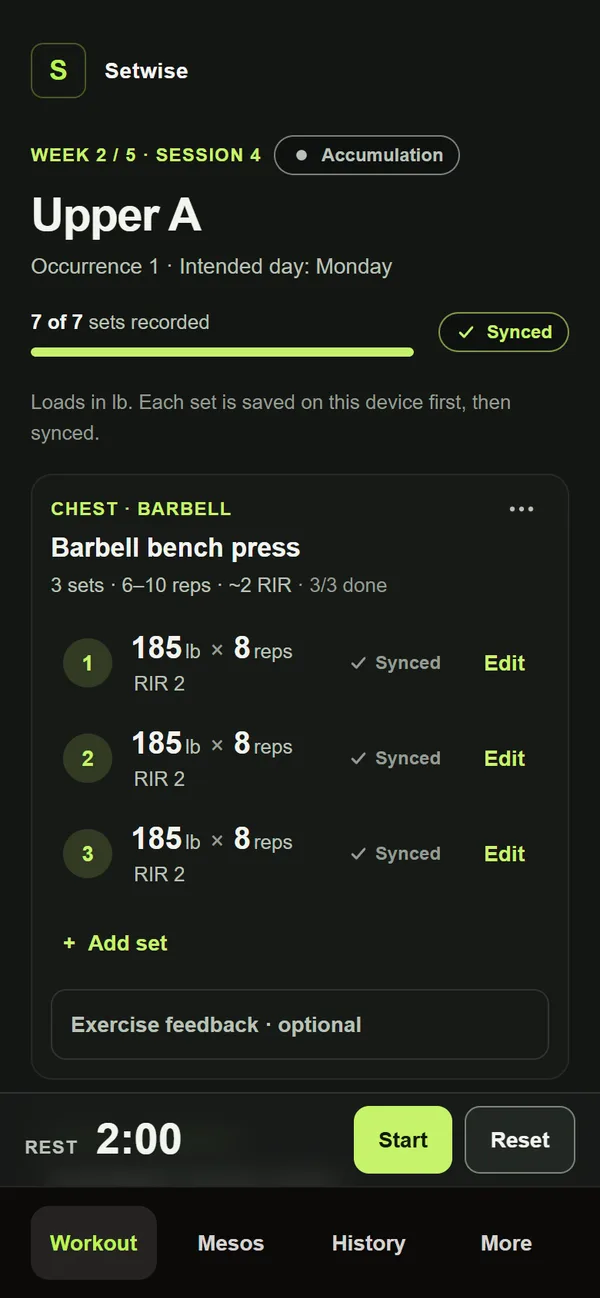 S
Setwise
WEEK 2 / 5 · SESSION 4
Accumulation
Upper A
Occurrence 1 · Intended day: Monday
7 of 7 sets recorded
Synced
Loads in lb. Each set is saved on this device first, then
synced.
CHEST · BARBELL
Barbell bench press
3 sets · 6–10 reps · ~2 RIR · 3/3 done
1
185 lb × 8 reps
RIR 2
Synced
Edit
2
185 lb × 8 reps
RIR 2
Synced
Edit
3
185 lb × 8 reps
RIR 2
Synced
Edit
+ Add set
Exercise feedback · optional
REST 2:00
Start
Reset
Workout
Mesos
History
More